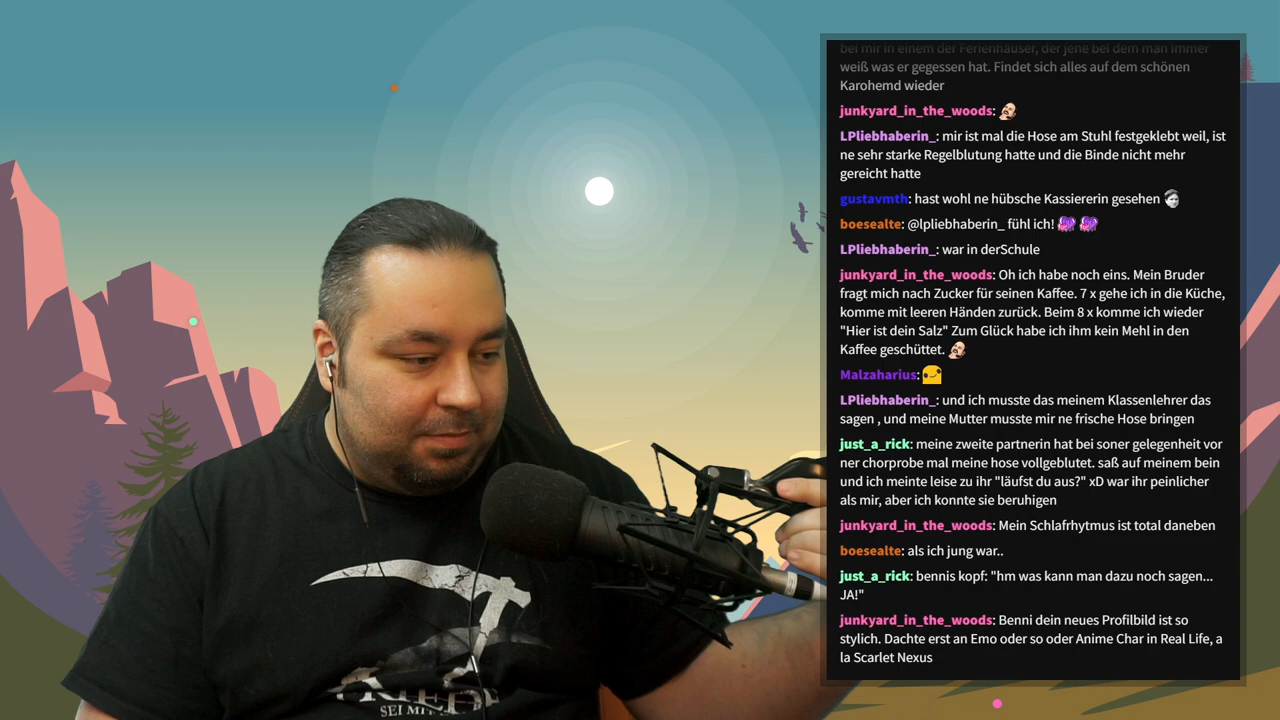 bei mir in einem der Ferienhäuser, der jene bei dem man immer
weiß was er gegessen hat. Findet sich alles auf dem schönen
Karohemd wieder
junkyard_in_the_woods:
LPliebhaberin_: mir ist mal die Hose am Stuhl festgeklebt weil, ist
ne sehr starke Regelblutung hatte und die Binde nicht mehr
gereicht hatte
gustavmth: hast wohl ne hübsche Kassiererin gesehen
boesealte: @lpliebhaberin_ fühl ich!
LPliebhaberin_: war in derSchule
junkyard_in_the_woods: Oh ich habe noch eins. Mein Bruder
fragt mich nach Zucker für seinen Kaffee. 7 x gehe ich in die Küche,
komme mit leeren Händen zurück. Beim 8 x komme ich wieder
"Hier ist dein Salz" Zum Glück habe ich ihm kein Mehl in den
Kaffee geschüttet.
Malzaharius:
LPliebhaberin_: und ich musste das meinem Klassenlehrer das
sagen , und meine Mutter musste mir ne frische Hose bringen
just_a_rick: meine zweite partnerin hat bei soner gelegenheit vor
ner chorprobe mal meine hose vollgeblutet. saß auf meinem bein
und ich meinte leise zu ihr "läufst du aus?" xD war ihr peinlicher
als mir, aber ich konnte sie beruhigen
junkyard_in_the_woods: Mein Schlafrhytmus ist total daneben
boesealte: als ich jung war..
just_a_rick: bennis kopf: "hm was kann man dazu noch sagen...
JA!"
junkyard_in_the_woods: Benni dein neues Profilbild ist so
stylich. Dachte erst an Emo oder so oder Anime Char in Real Life, a
la Scarlet Nexus
SEI MIT